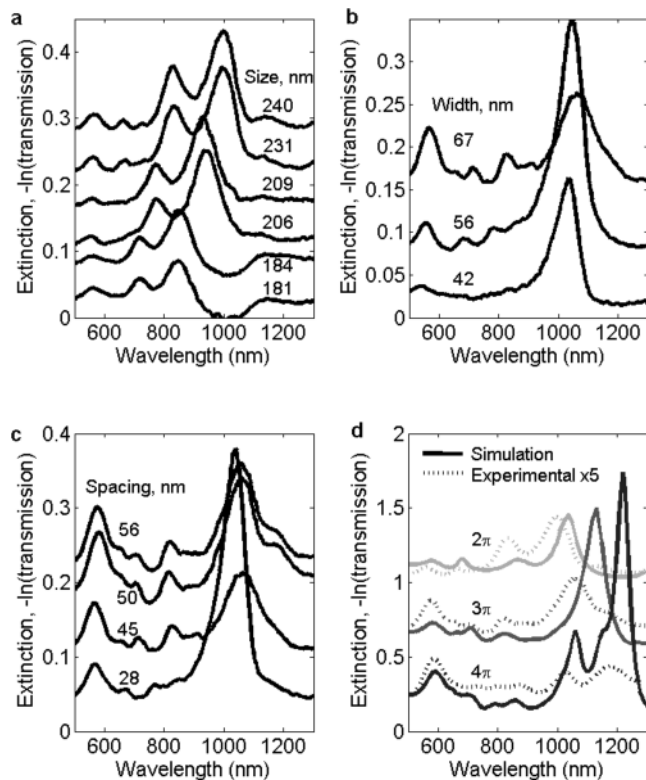 a
Extinction, -ln(transmission)
0.4
0.3
0.2
0.1
0
Size, nm
240
231
209
206
184
181
600 800 1000 1200
Wavelength (nm)
b
Extinction, -ln(transmission)
0.3
0.25
0.2
0.15
0.1
0.05
0
Width, nm
67
56
42
600 800 1000 1200
Wavelength (nm)
c
Extinction, -ln(transmission)
0.4
0.3
0.2
0.1
0
Spacing, nm
56
50
45
28
600 800 1000 1200
Wavelength (nm)
d
Extinction, -ln(transmission)
2
1.5
1
0.5
0
Simulation
Experimental x5
2π
3π
4π
600 800 1000 1200
Wavelength (nm)